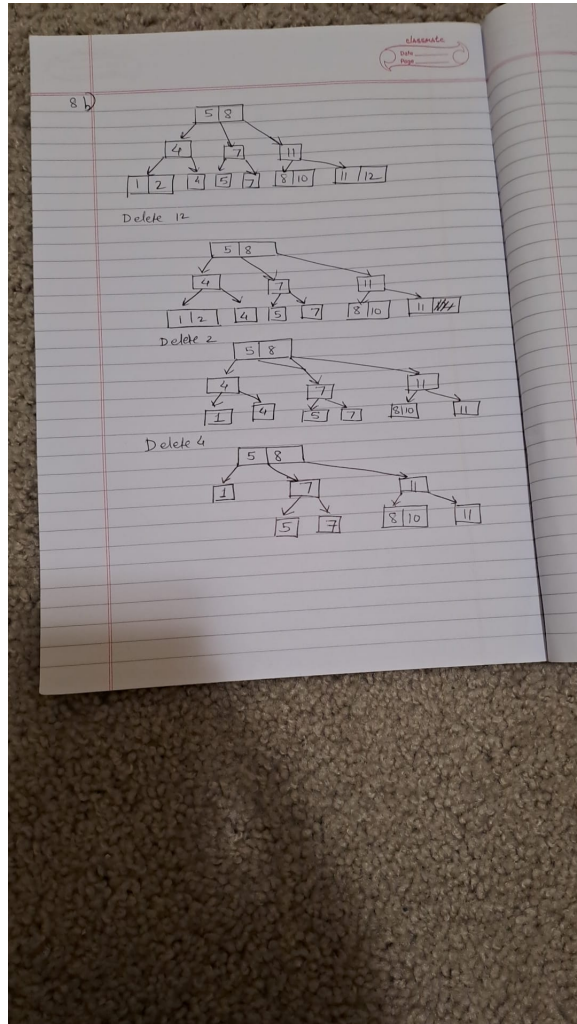 classmate
Date
Page
8 b)
5 8
4 7 11
1 2 4 5 7 8 10 11 12
Delete 12
5 8
4 7 11
1 2 4 5 7 8 10 11
Delete 2
5 8
4 7 11
1 4 5 7 8 10 11
Delete 4
5 8
1 7 11
5 7 8 10 11